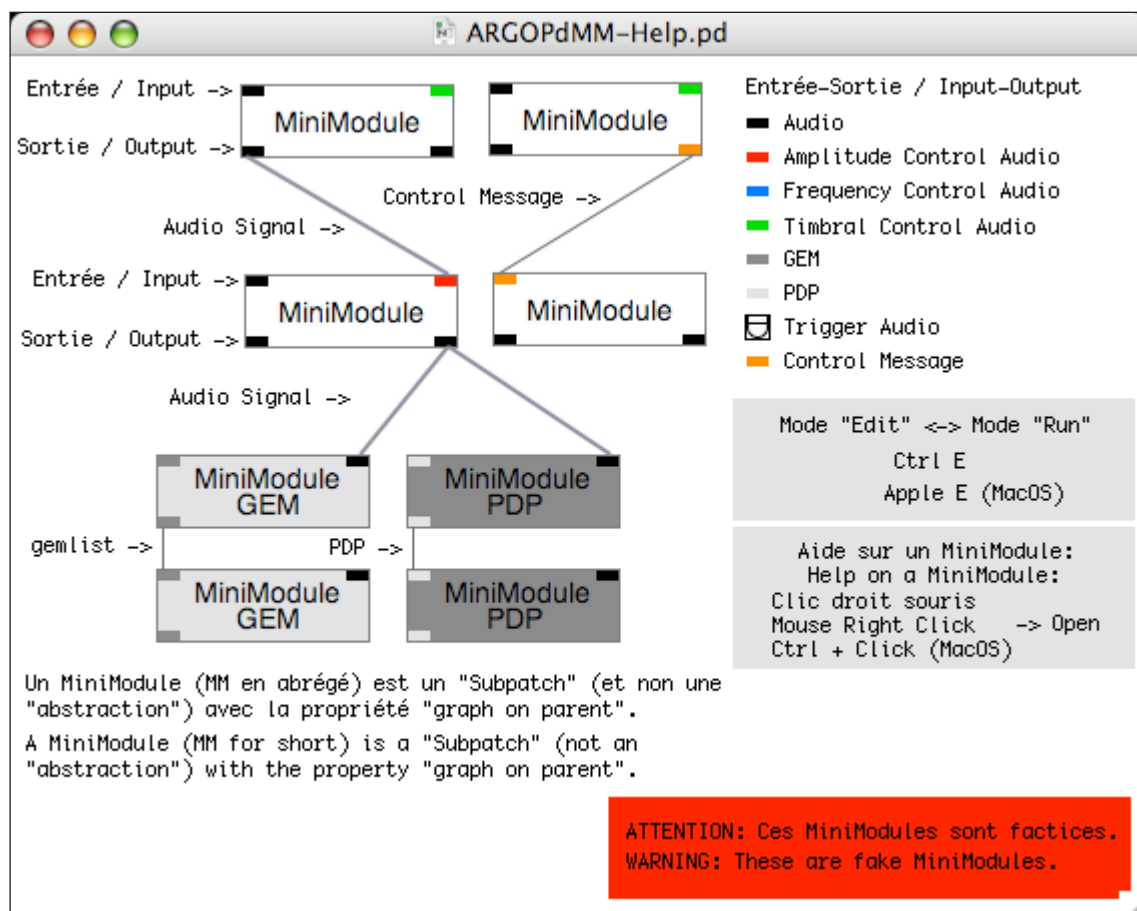 ARGOPdMM-Help.pd
Entrée / Input ->
MiniModule
MiniModule
Sortie / Output ->
Control Message ->
Audio Signal ->
Entrée / Input ->
MiniModule
MiniModule
Sortie / Output ->
Audio Signal ->
MiniModule
GEM
MiniModule
PDP
gemlist ->
PDP ->
MiniModule
GEM
MiniModule
PDP
Entrée-Sortie / Input-Output
Audio
Amplitude Control Audio
Frequency Control Audio
Timbral Control Audio
GEM
PDP
Trigger Audio
Control Message
Mode "Edit" <-> Mode "Run"
Ctrl E
Apple E (MacOS)
Aide sur un MiniModule:
Help on a MiniModule:
Clic droit souris
Mouse Right Click -> Open
Ctrl + Click (MacOS)
Un MiniModule (MM en abrégé) est un "Subpatch" (et non une
"abstraction") avec la propriété "graph on parent".
A MiniModule (MM for short) is a "Subpatch" (not an
"abstraction") with the property "graph on parent".
ATTENTION: Ces MiniModules sont factices.
WARNING: These are fake MiniModules.